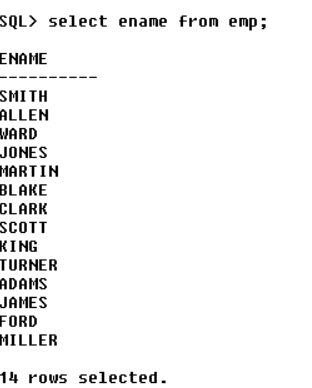 SQL> select ename from emp;
ENAME
----------
SMITH
ALLEN
WARD
JONES
MARTIN
BLAKE
CLARK
SCOTT
KING
TURNER
ADAMS
JAMES
FORD
MILLER
14 rows selected.